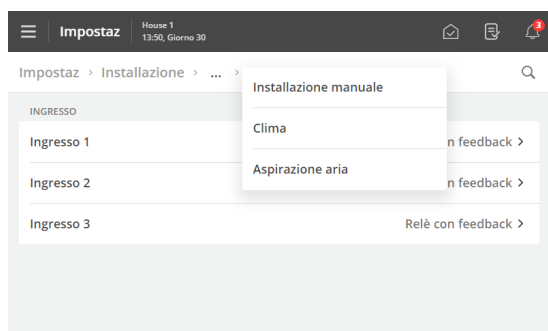 Impostaz
House 1
13:50, Giorno 30
3
Impostaz > Installazione > ... >
Installazione manuale
Clima
Aspirazione aria
INGRESSO
Ingresso 1 n feedback >
Ingresso 2 n feedback >
Ingresso 3 Relè con feedback >